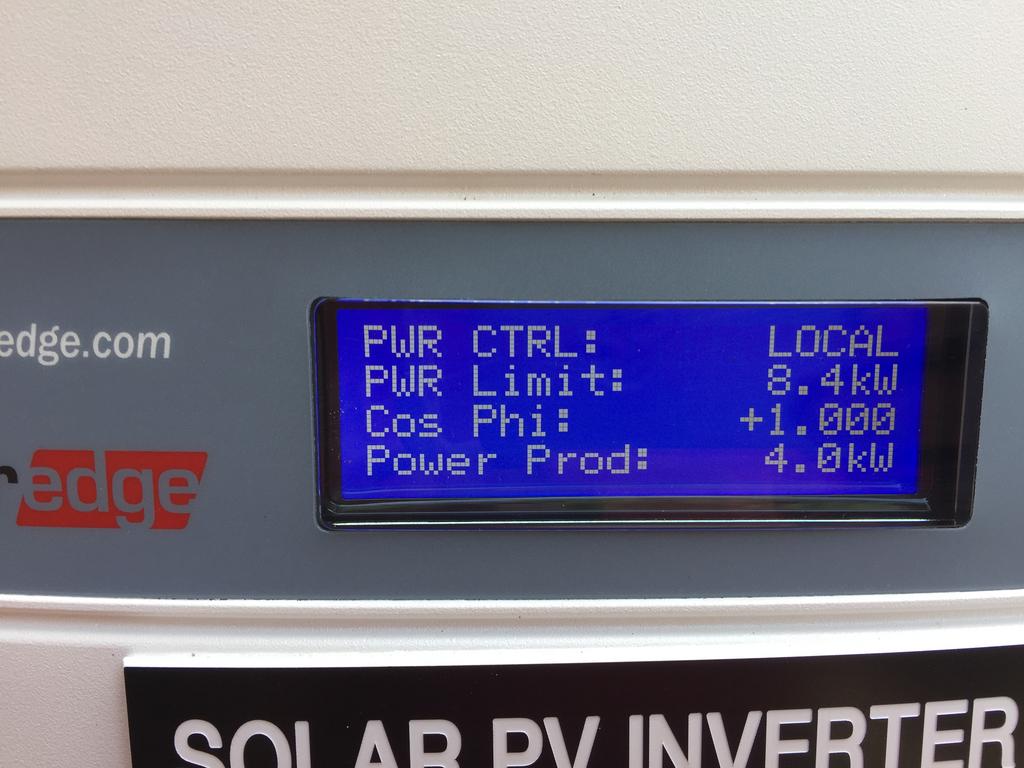 edge.com
PWR CTRL: LOCAL
PWR Limit: 8.4kW
Cos Phi: +1.000
Power Prod: 4.0kW
r edge
SOLAR PV INVERTER